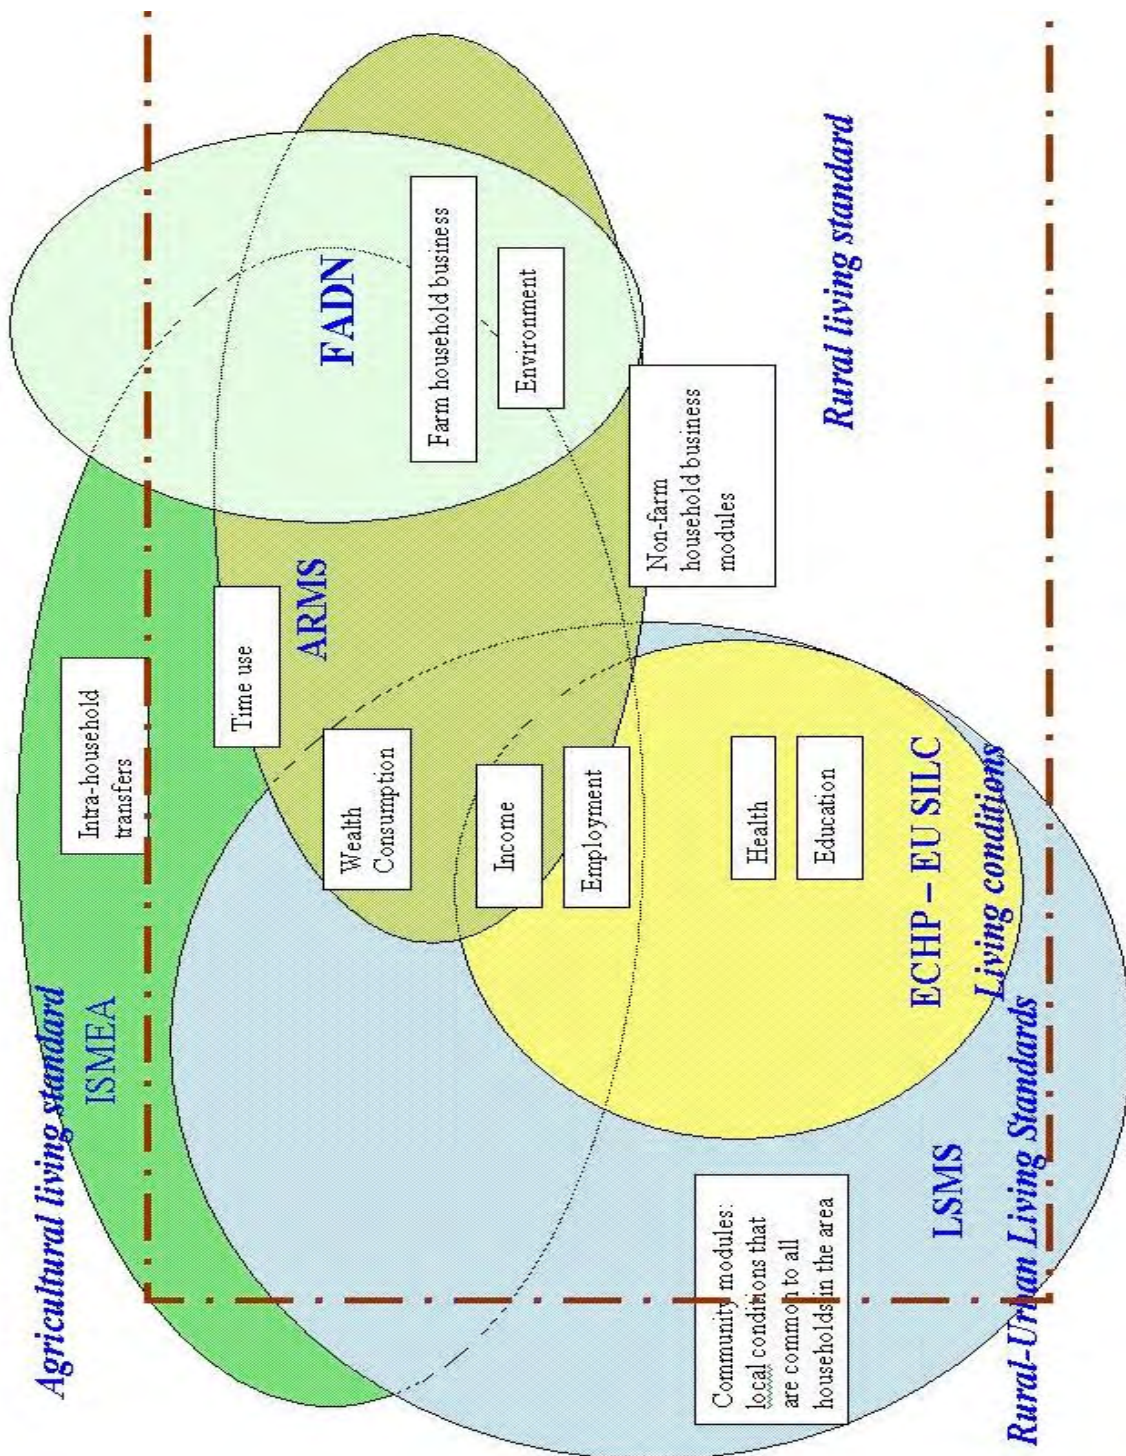 Agricultural living standard
ISMEA
Intra-household
transfers
Time use
ARMS
FADN
Wealth
Consumption
Farm household business
Income
Environment
Employment
Non-farm
household business
modules
Health
Education
Rural living standard
ECHP – EU SILC
Living conditions
Community modules:
local conditions that
are common to all
households in the area
LSMS
Rural-Urban Living Standards